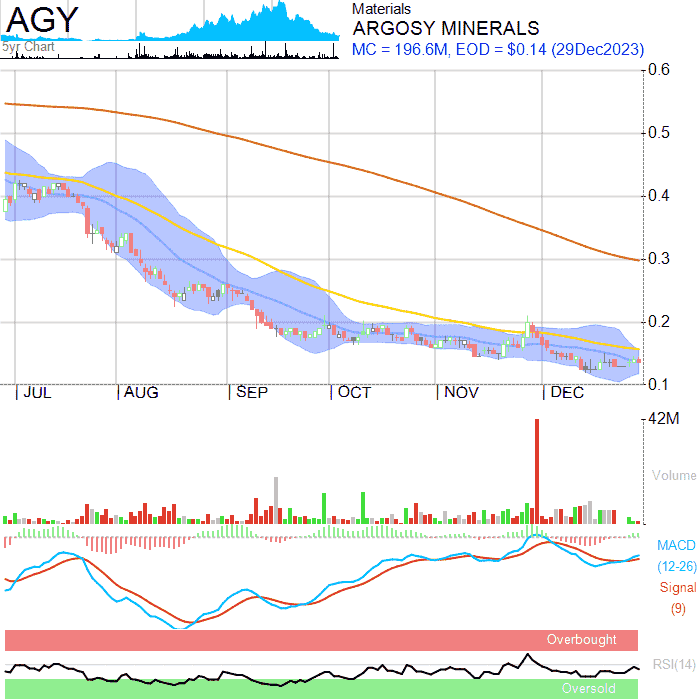 AGY
5yr Chart
Materials
ARGOSY MINERALS
MC = 196.6M, EOD = $0.14 (29Dec2023)
0.6
0.5
0.4
0.3
0.2
0.1
JUL AUG SEP OCT NOV DEC
42M
Volume
MACD
(12-26)
Signal
(9)
Overbought
RSI(14)
Oversold